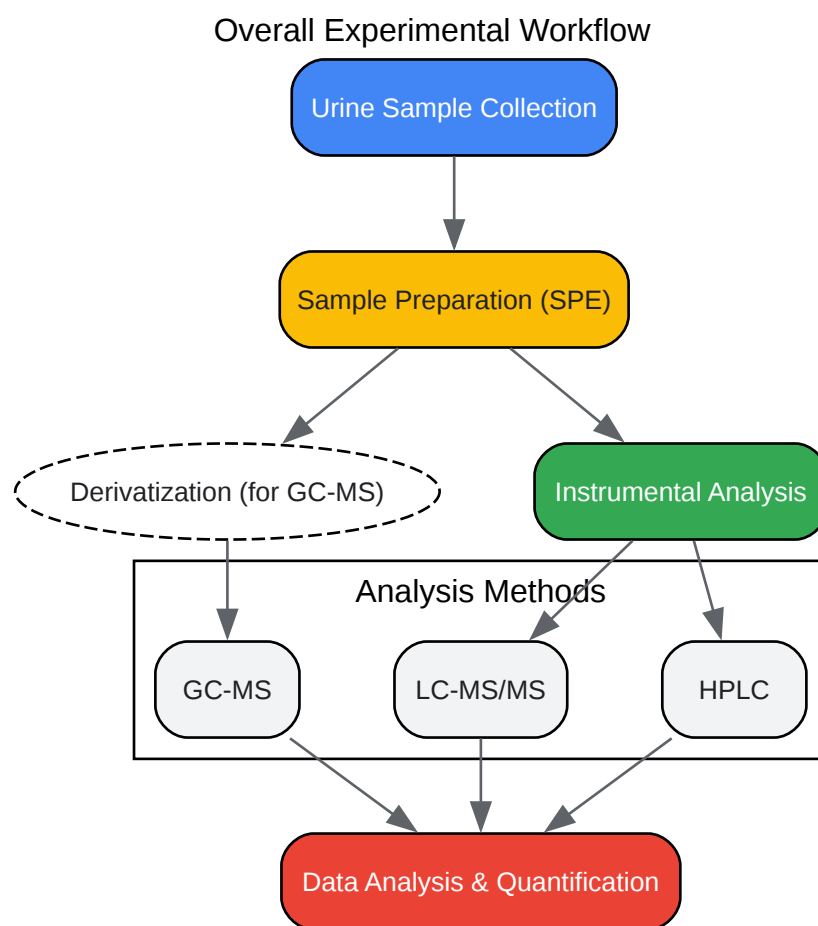 Overall Experimental Workflow
Urine Sample Collection
Sample Preparation (SPE)
Derivatization (for GC-MS)
Instrumental Analysis
Analysis Methods
GC-MS
LC-MS/MS
HPLC
Data Analysis & Quantification